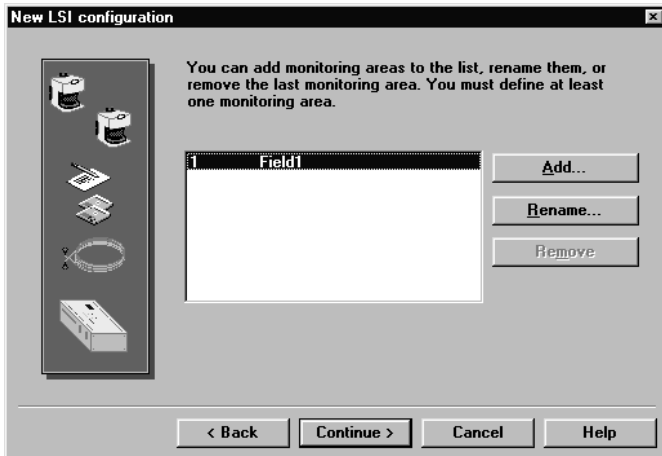 New LSI configuration
You can add monitoring areas to the list, rename them, or
remove the last monitoring area. You must define at least
one monitoring area.
1 Field1
Add...
Rename...
Remove
< Back Continue > Cancel Help